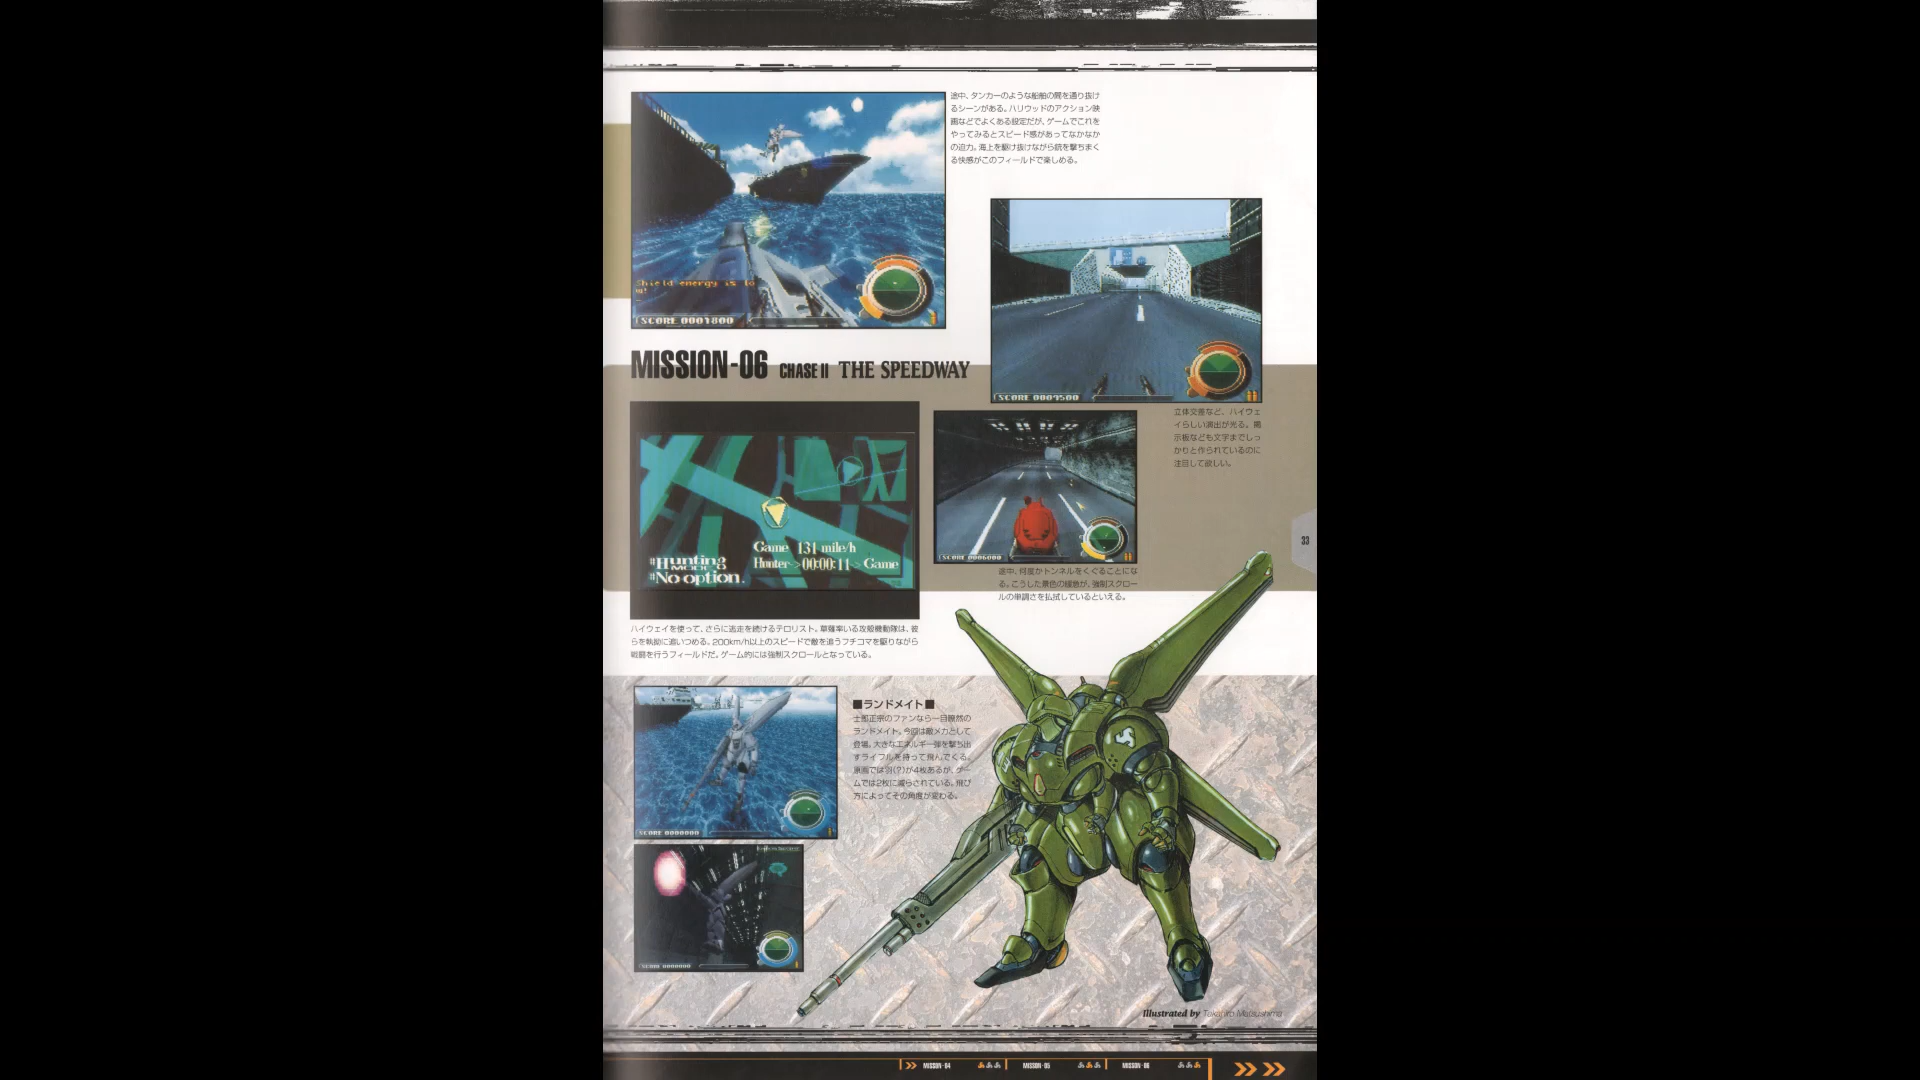 途中、タンカーのような船舶の間を通り抜け
るシーンがある。ハリウッドのアクション映
画などでよくある設定だが、ゲームでこれを
やってみるとスピード感があってなかなか
の迫力。海上を駆け抜けながら銃を撃ちまく
る快感がこのフィールドで楽しめる。
Shield energy is lo
w!
SCORE 0001800
SCORE 0009500
MISSION-06 CHASE II THE SPEEDWAY
立体交差など、ハイウェ
イらしい演出が光る。掲
示板なども文字までしっ
かりと作られているのに
注目して欲しい。
Game 131 mile/h
Hunter->00:00:11-> Game
#Hunting
MODE
#No option.
SCORE 0006000
33
途中、何度かトンネルをくぐることにな
る。こうした景色の緩急が、強制スクロー
ルの単調さを払拭しているといえる。
ハイウェイを使って、さらに逃走を続けるテロリスト。草薙率いる攻殻機動隊は、彼
らを執拗に追いつめる。200km/h以上のスピードで敵を追うフチコマを駆りながら
戦闘を行うフィールドだ。ゲーム的には強制スクロールとなっている。
■ランドメイト■
士郎正宗のファンなら一目瞭然の
ランドメイト。今回は敵メカとして
登場。大きなエネルギー弾を撃ち出
すライフルを持って飛んでくる。
原画では羽(?)が4枚あるが、ゲー
ムでは2枚に減らされている。飛び
方によってその角度が変わる。
SCORE 0000000
SCORE 0000000
Illustrated by Takahiro Matsushima
MISSION-04
MISSION-05
MISSION-06